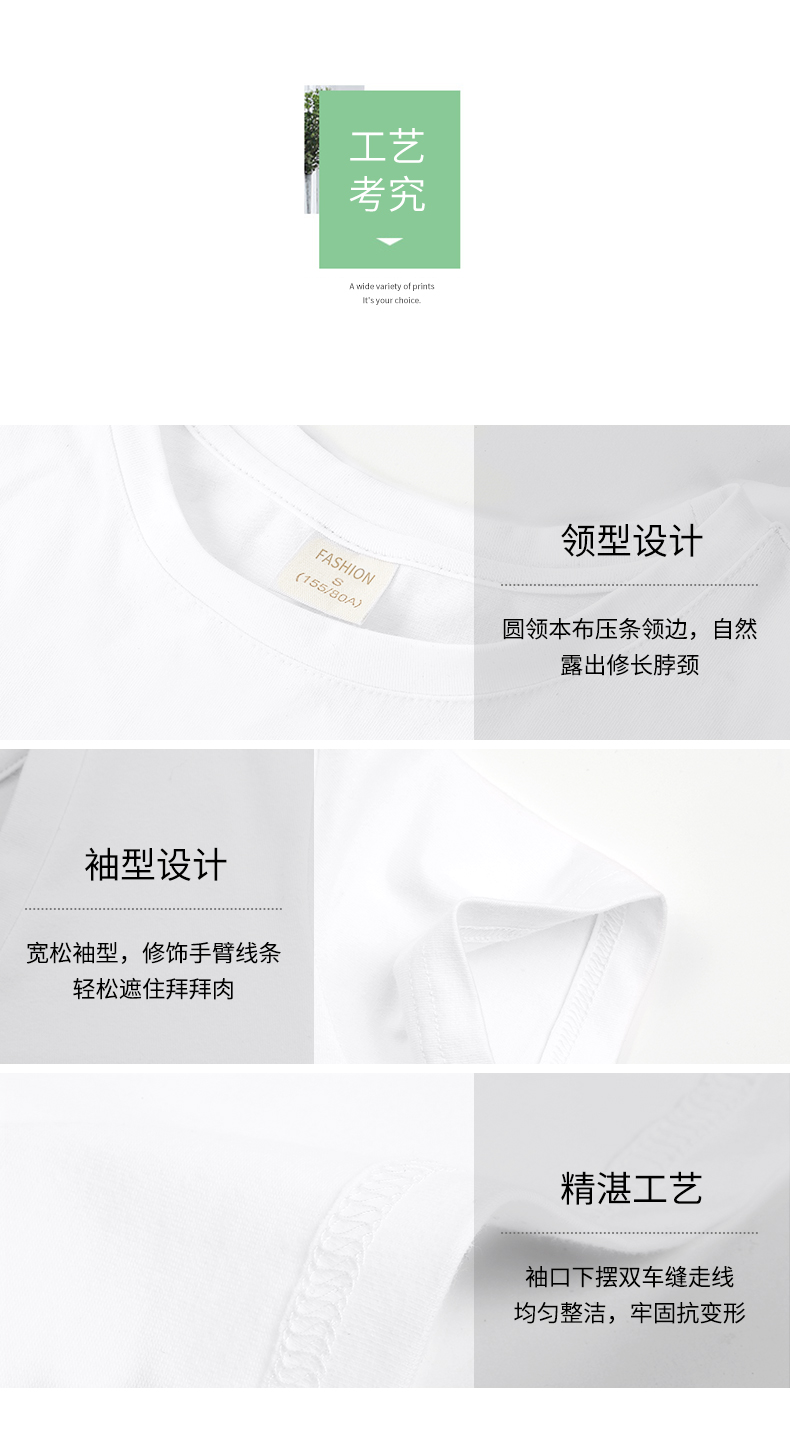 工艺
考究
A wide variety of prints
It's your choice.
FASHION
S
(155/80A)
领型设计
圆领本布压条领边，自然
露出修长脖颈
袖型设计
宽松袖型，修饰手臂线条
轻松遮住拜拜肉
精湛工艺
袖口下摆双车缝走线
均匀整洁，牢固抗变形